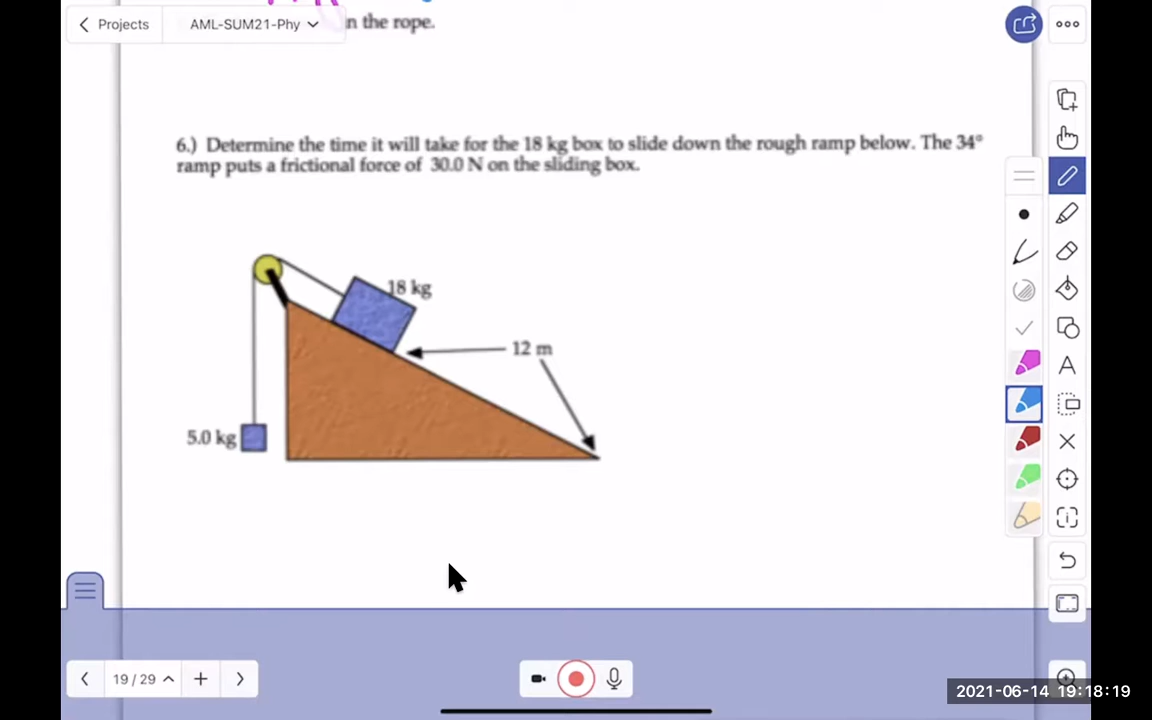 Projects
AML-SUM21-Phy
n the rope.
6.) Determine the time it will take for the 18 kg box to slide down the rough ramp below. The 34°
ramp puts a frictional force of 30.0 N on the sliding box.
18 kg
12 m
5.0 kg
A
19 / 29
2021-06-14 19:18:19